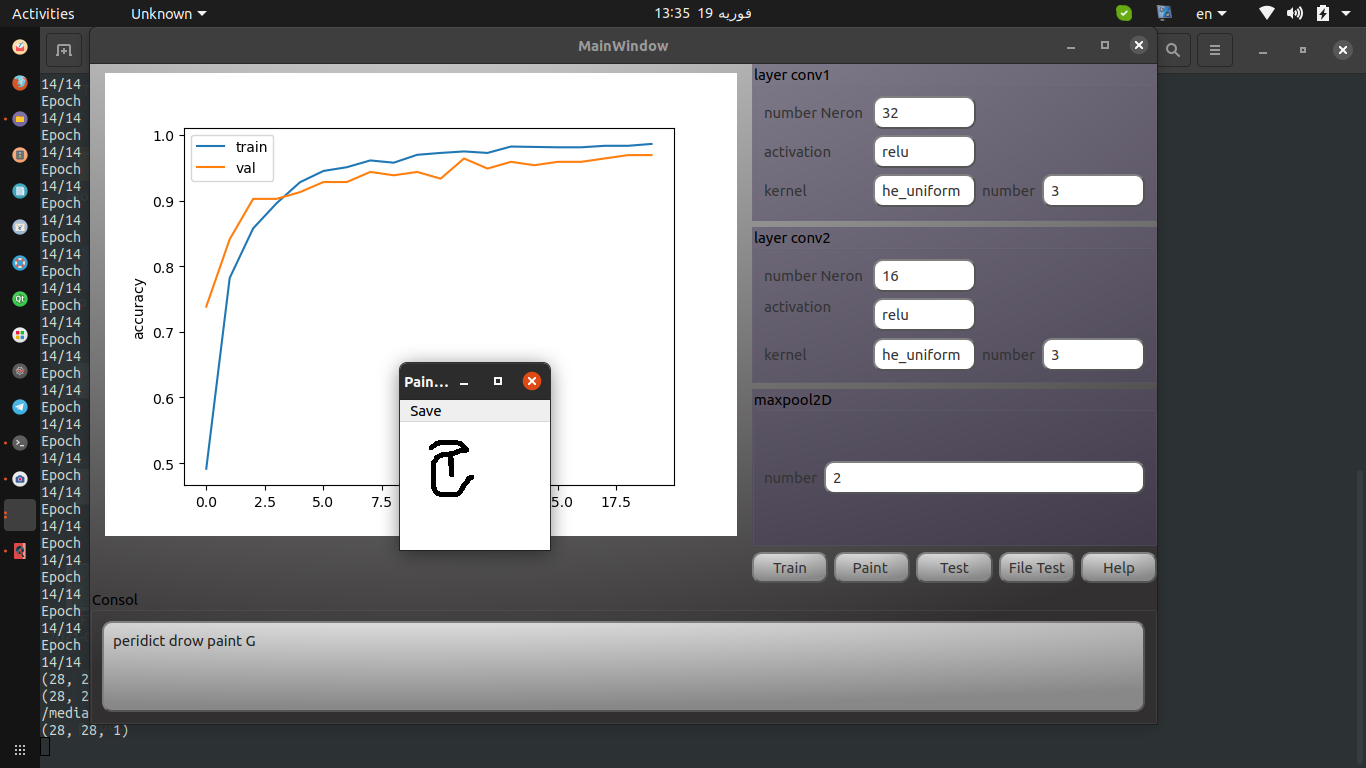 Activities Unknown 13:35 19 فوریه en
MainWindow
14/14
Epoch
14/14
Epoch
14/14
Epoch
14/14
Epoch
14/14
Epoch
14/14
Epoch
14/14
Epoch
14/14
Epoch
14/14
Epoch
14/14
Epoch
14/14
Epoch
14/14
Epoch
14/14
Epoch
14/14
Epoch
14/14
Epoch
14/14
Epoch
14/14
Epoch
14/14
(28, 2
(28, 2
/media
(28, 28, 1)
train
val
1.0
0.9
0.8
0.7
0.6
0.5
accuracy
0.0 2.5 5.0 7.5 5.0 17.5
Pain...
Save
layer conv1
number Neron 32
activation relu
kernel he_uniform number 3
layer conv2
number Neron 16
activation relu
kernel he_uniform number 3
maxpool2D
number 2
Train Paint Test File Test Help
Consol
peridict drow paint G